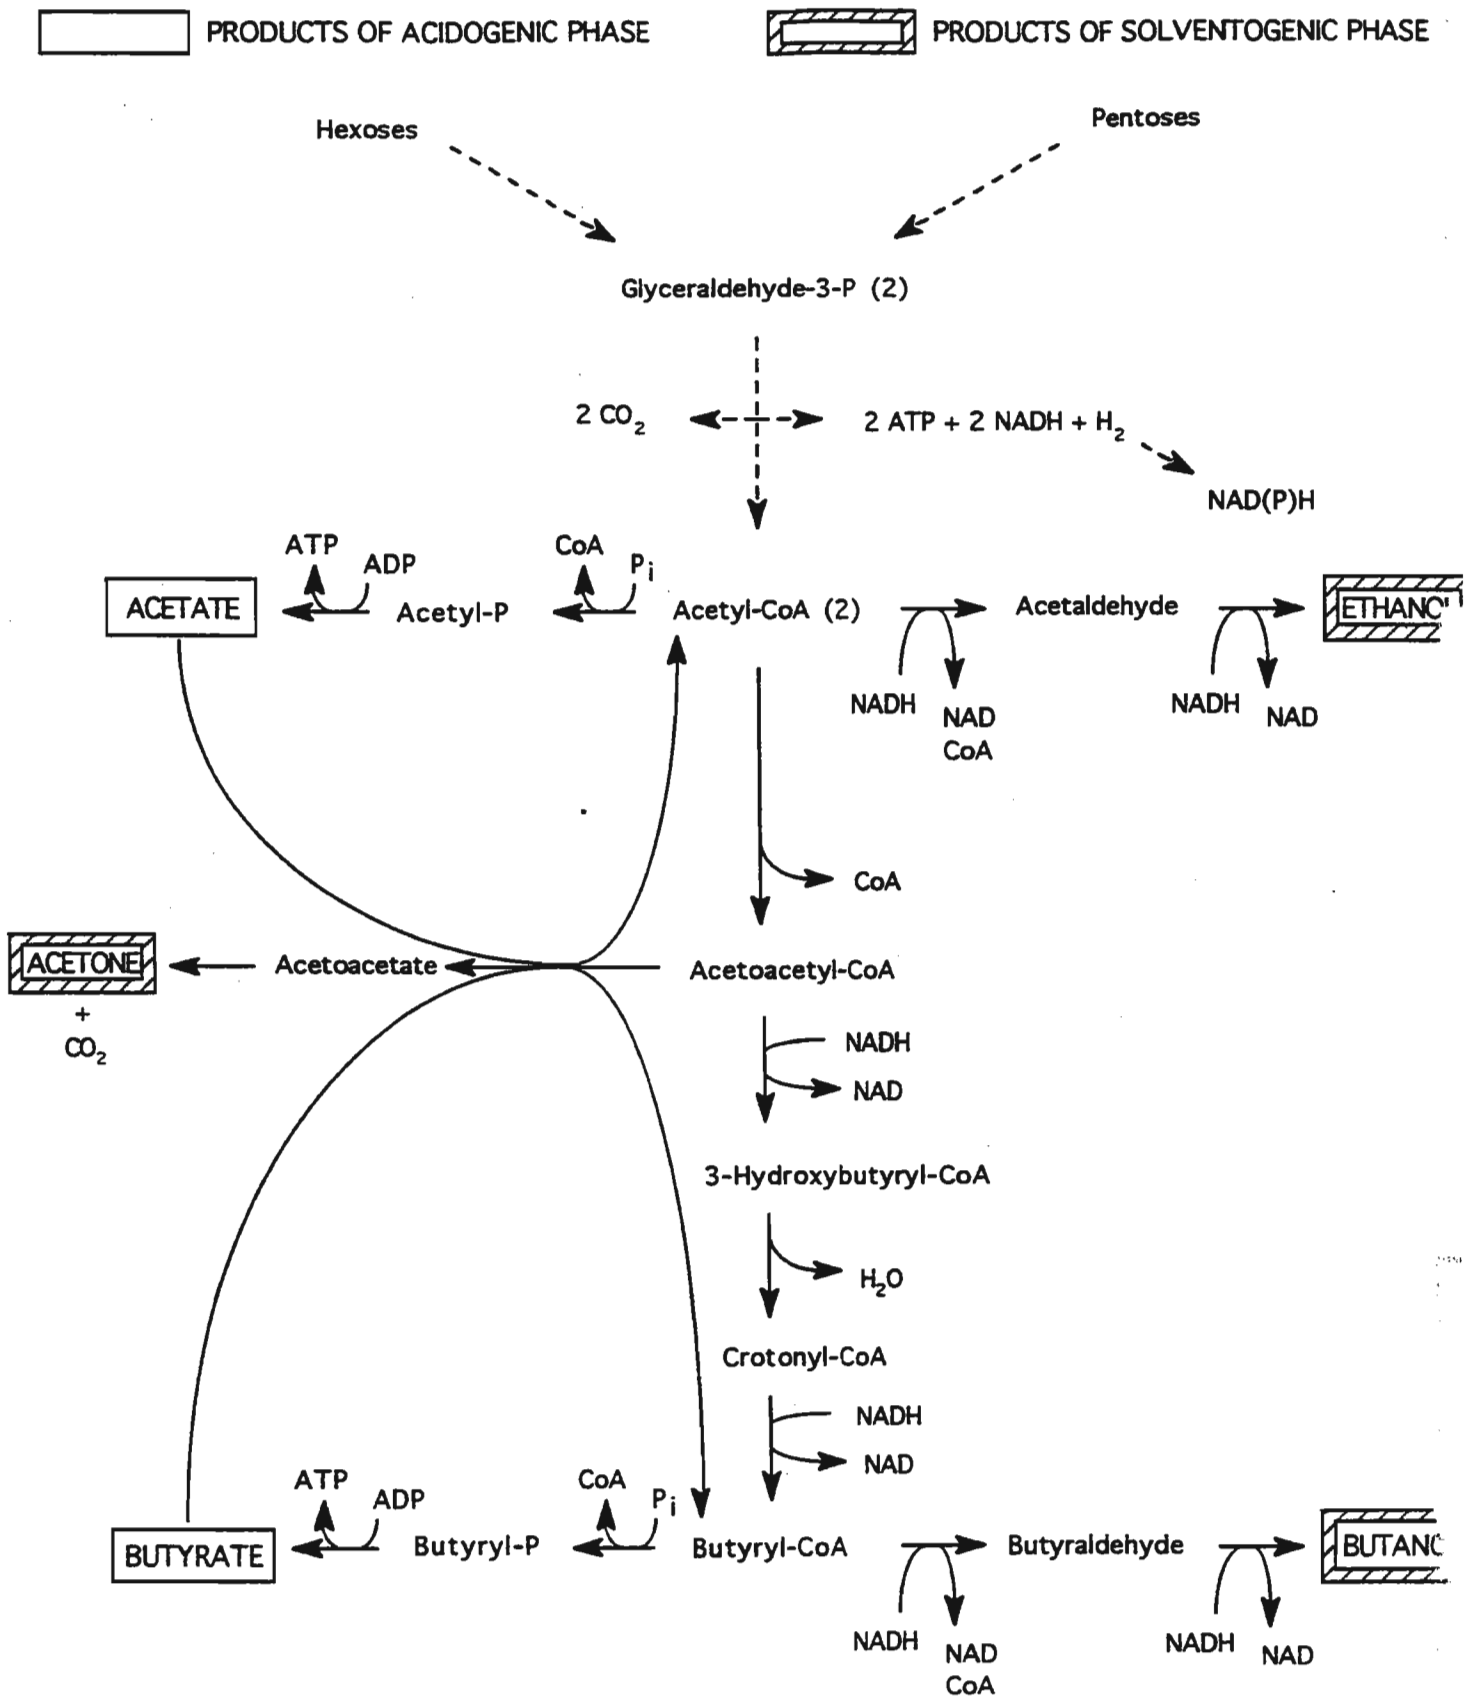 PRODUCTS OF ACIDOGENIC PHASE
PRODUCTS OF SOLVENTOGENIC PHASE
Hexoses
Pentoses
Glyceraldehyde-3-P (2)
2 CO2
2 ATP + 2 NADH + H2
NAD(P)H
ATP
ADP
CoA
Pi
ACETATE
Acetyl-P
Acetyl-CoA (2)
Acetaldehyde
NADH
NAD
CoA
NADH
NAD
CoA
ACETONE
Acetoacetate
Acetoacetyl-CoA
+
CO2
NADH
NAD
3-Hydroxybutyryl-CoA
H2O
Crotonyl-CoA
NADH
NAD
ATP
ADP
CoA
Pi
BUTYRATE
Butyryl-P
Butyryl-CoA
Butyraldehyde
NADH
NAD
CoA
NADH
NAD